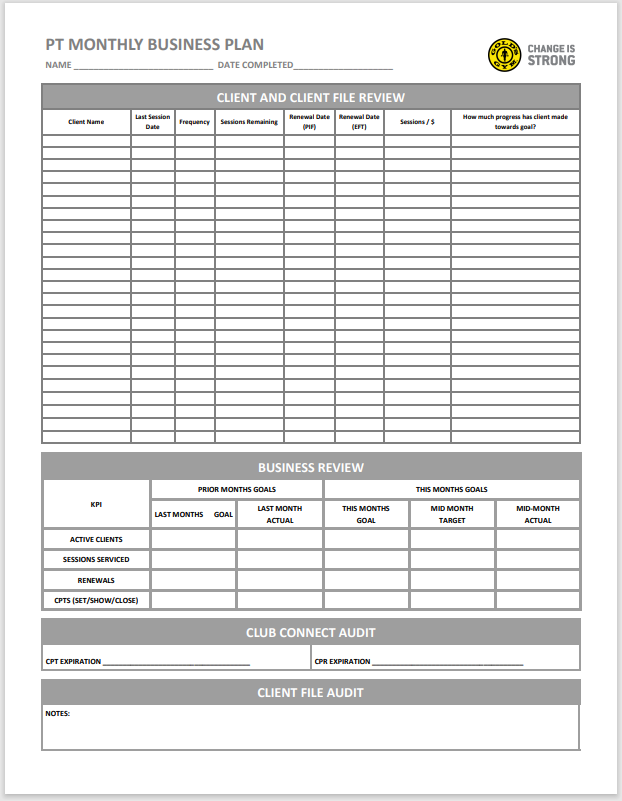 PT MONTHLY BUSINESS PLAN
NAME ____________________________ DATE COMPLETED____________________
GOLD'S GYM
CHANGE IS
STRONG
CLIENT AND CLIENT FILE REVIEW
Client Name
Last Session
Date
Frequency
Sessions Remaining
Renewal Date
(PIF)
Renewal Date
(EFT)
Sessions / $
How much progress has client made
towards goal?
BUSINESS REVIEW
KPI
PRIOR MONTHS GOALS
THIS MONTHS GOALS
LAST MONTHS GOAL
LAST MONTH
ACTUAL
THIS MONTHS
GOAL
MID MONTH
TARGET
MID-MONTH
ACTUAL
ACTIVE CLIENTS
SESSIONS SERVICED
RENEWALS
CPTS (SET/SHOW/CLOSE)
CLUB CONNECT AUDIT
CPT EXPIRATION ___________________________________
CPR EXPIRATION ___________________________________
CLIENT FILE AUDIT
NOTES: